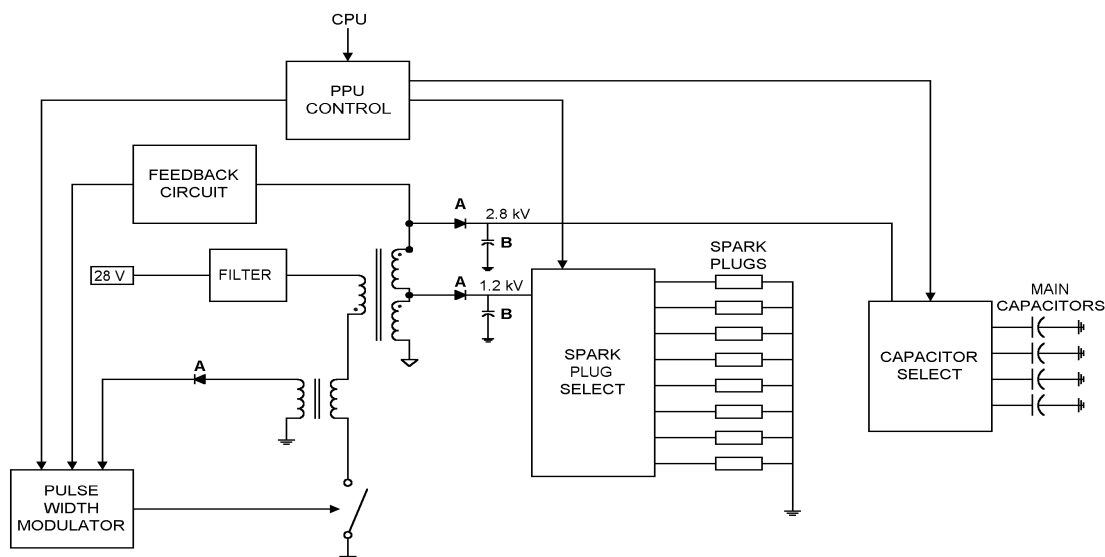 CPU
PPU
CONTROL
FEEDBACK
CIRCUIT
A
2.8 kV
B
28 V
FILTER
A
1.2 kV
B
SPARK
PLUGS
MAIN
CAPACITORS
SPARK
PLUG
SELECT
CAPACITOR
SELECT
A
PULSE
WIDTH
MODULATOR